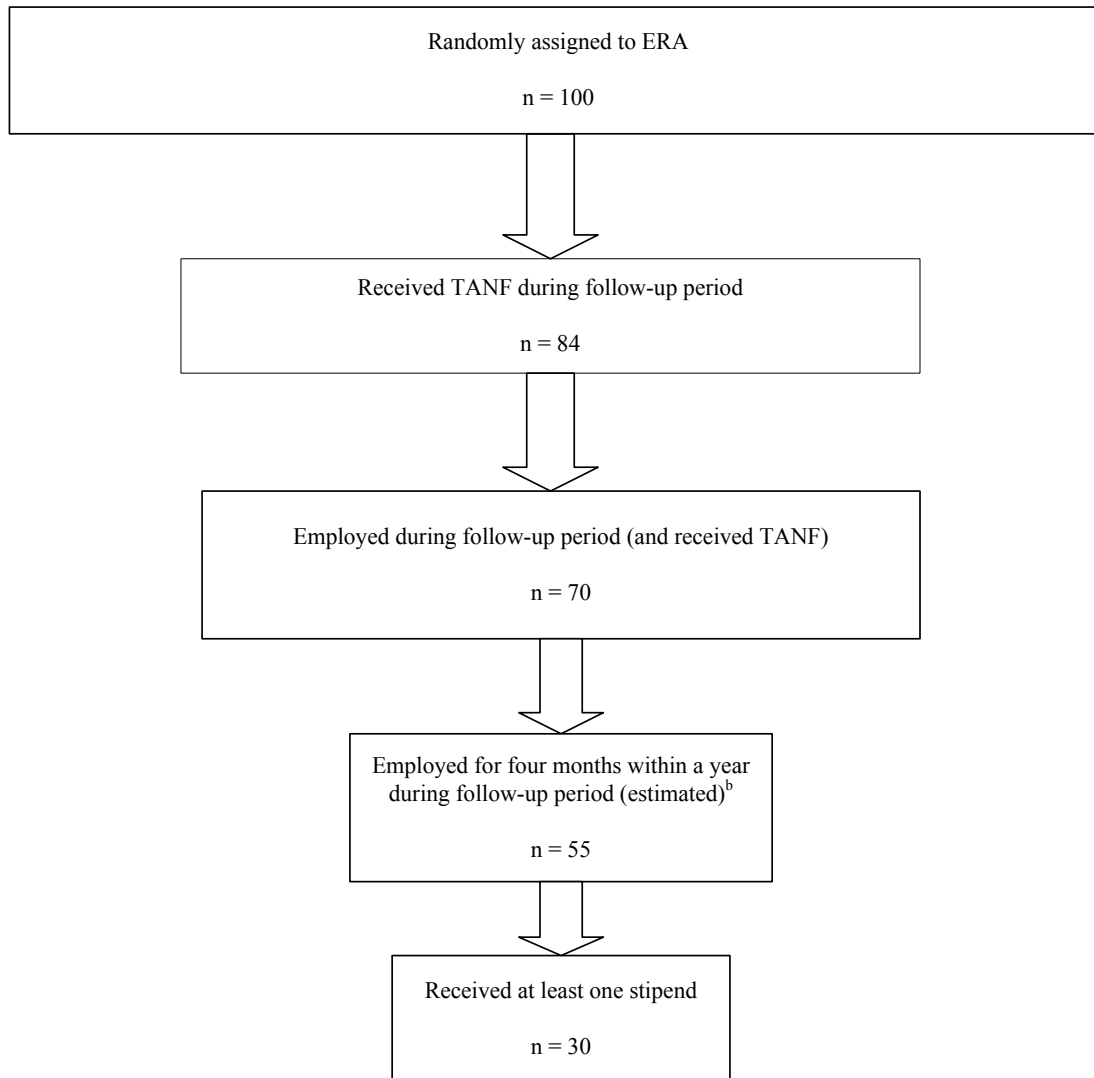 Randomly assigned to ERA
n = 100
Received TANF during follow-up period
n = 84
Employed during follow-up period (and received TANF)
n = 70
Employed for four months within a year
during follow-up period (estimated)b
n = 55
Received at least one stipend
n = 30